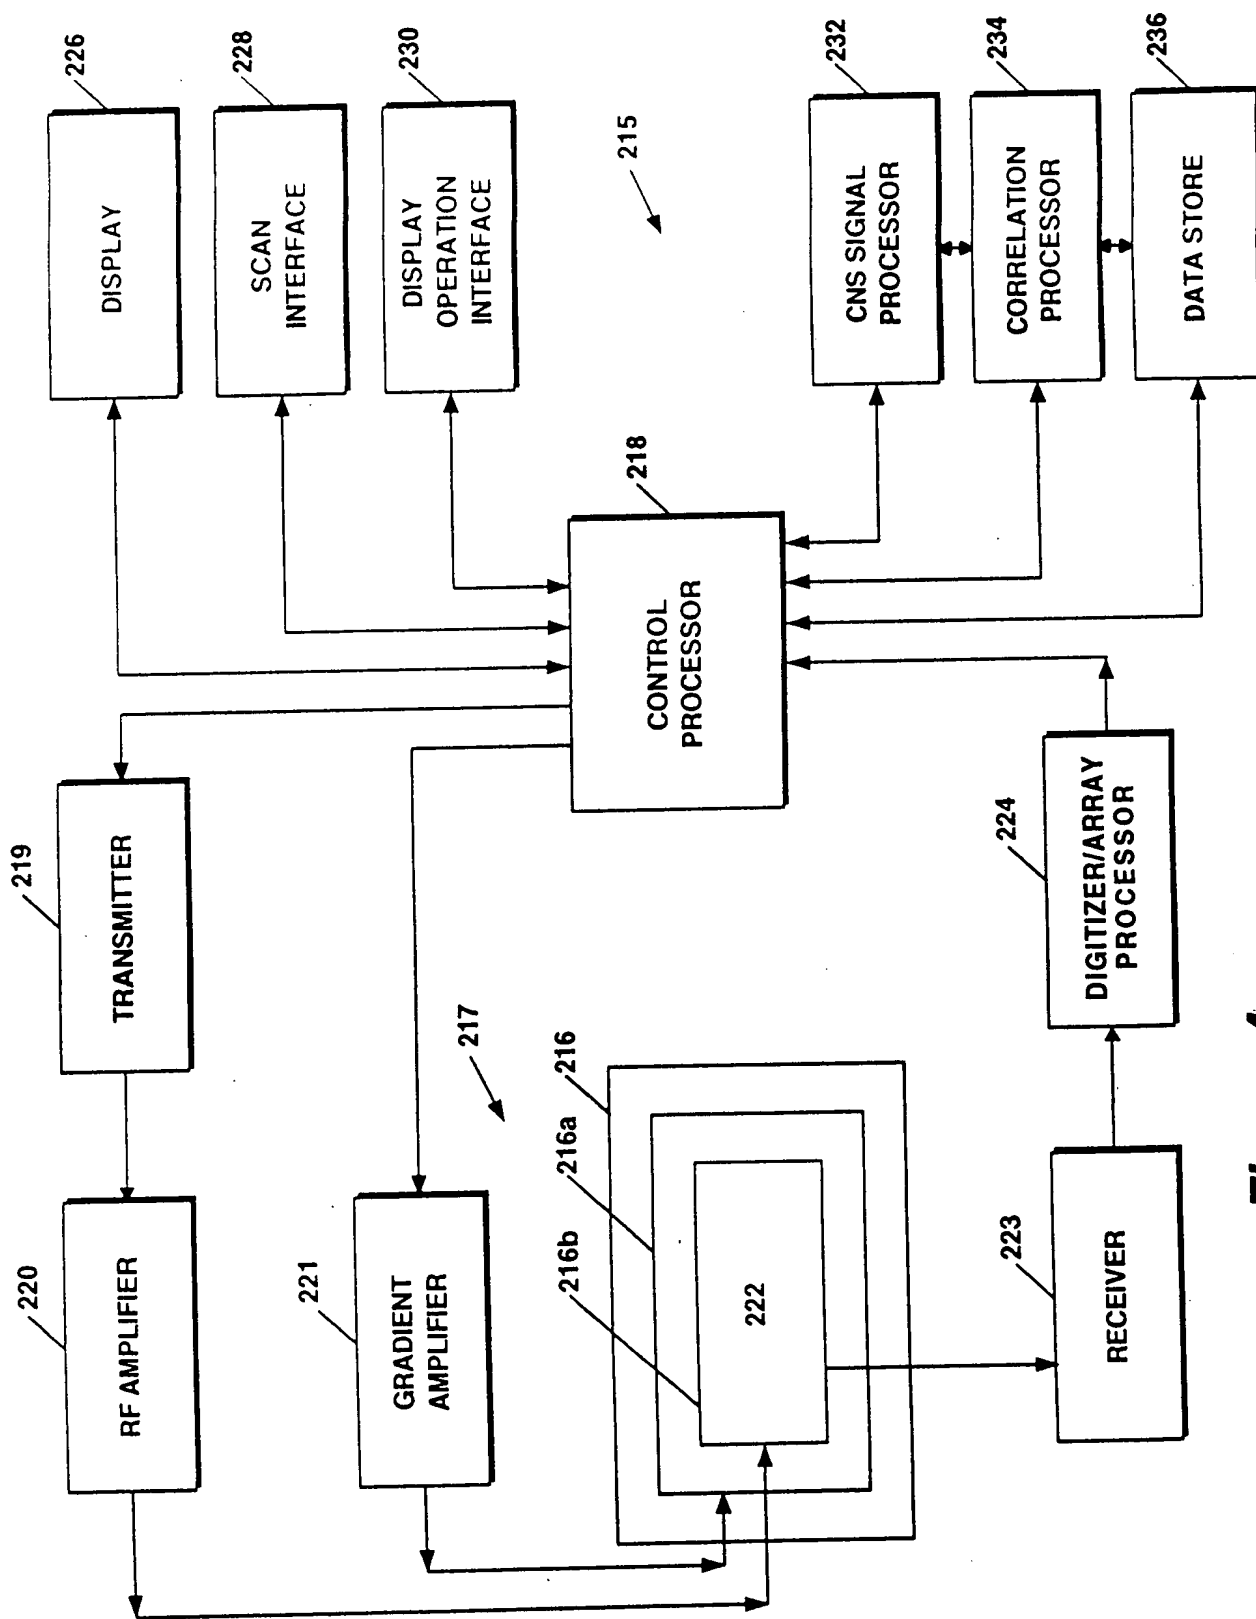 220
RF AMPLIFIER
219
TRANSMITTER
226
DISPLAY
228
SCAN
INTERFACE
230
DISPLAY
OPERATION
INTERFACE
221
GRADIENT
AMPLIFIER
217
216
216a
216b
222
218
CONTROL
PROCESSOR
215
232
CNS SIGNAL
PROCESSOR
234
CORRELATION
PROCESSOR
236
DATA STORE
223
RECEIVER
224
DIGITIZER/ARRAY
PROCESSOR